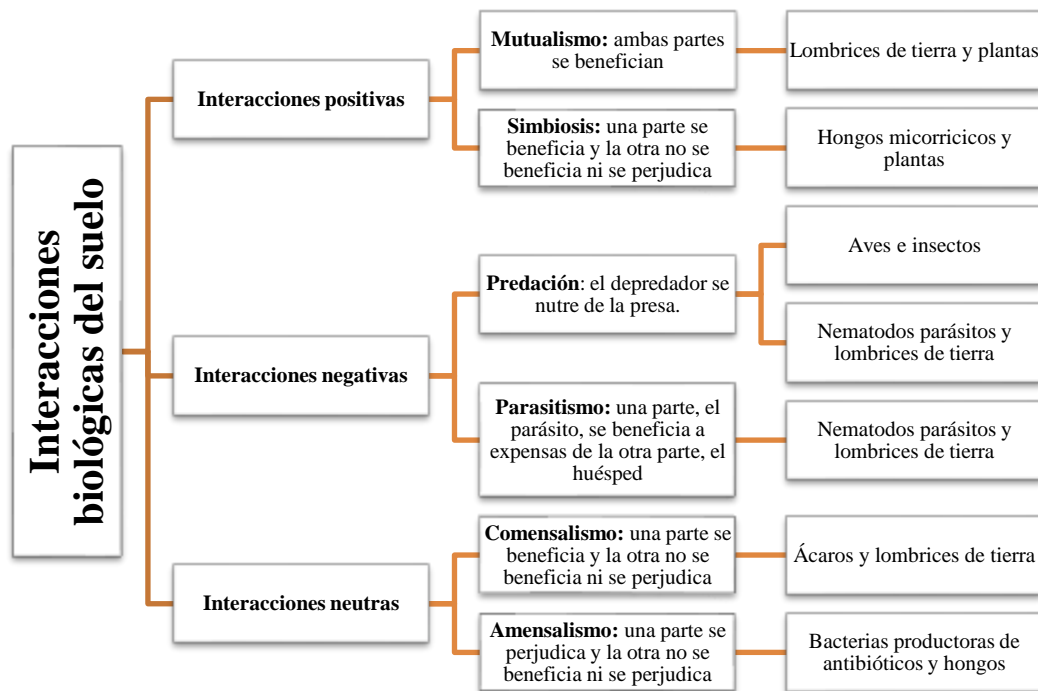 Interacciones
biológicas del suelo
Interacciones positivas
Mutualismo: ambas partes
se benefician
Lombrices de tierra y plantas
Simbiosis: una parte se
beneficia y la otra no se
beneficia ni se perjudica
Hongos micorricicos y
plantas
Interacciones negativas
Predación: el depredador se
nutre de la presa.
Aves e insectos
Nematodos parásitos y
lombrices de tierra
Parasitismo: una parte, el
parásito, se beneficia a
expensas de la otra parte, el
huésped
Nematodos parásitos y
lombrices de tierra
Interacciones neutras
Comensalismo: una parte se
beneficia y la otra no se
beneficia ni se perjudica
Ácaros y lombrices de tierra
Amensalismo: una parte se
perjudica y la otra no se
beneficia ni se perjudica
Bacterias productoras de
antibióticos y hongos